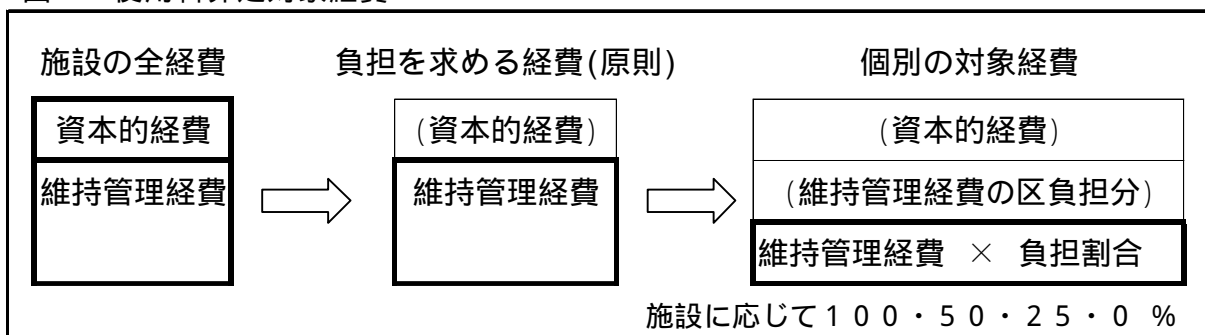 施設の全経費 負担を求める経費(原則) 個別の対象経費
資本的経費 (資本的経費) (資本的経費)
維持管理経費 維持管理経費 (維持管理経費の区負担分)
維持管理経費 × 負担割合
施設に応じて100・50・25・0 %